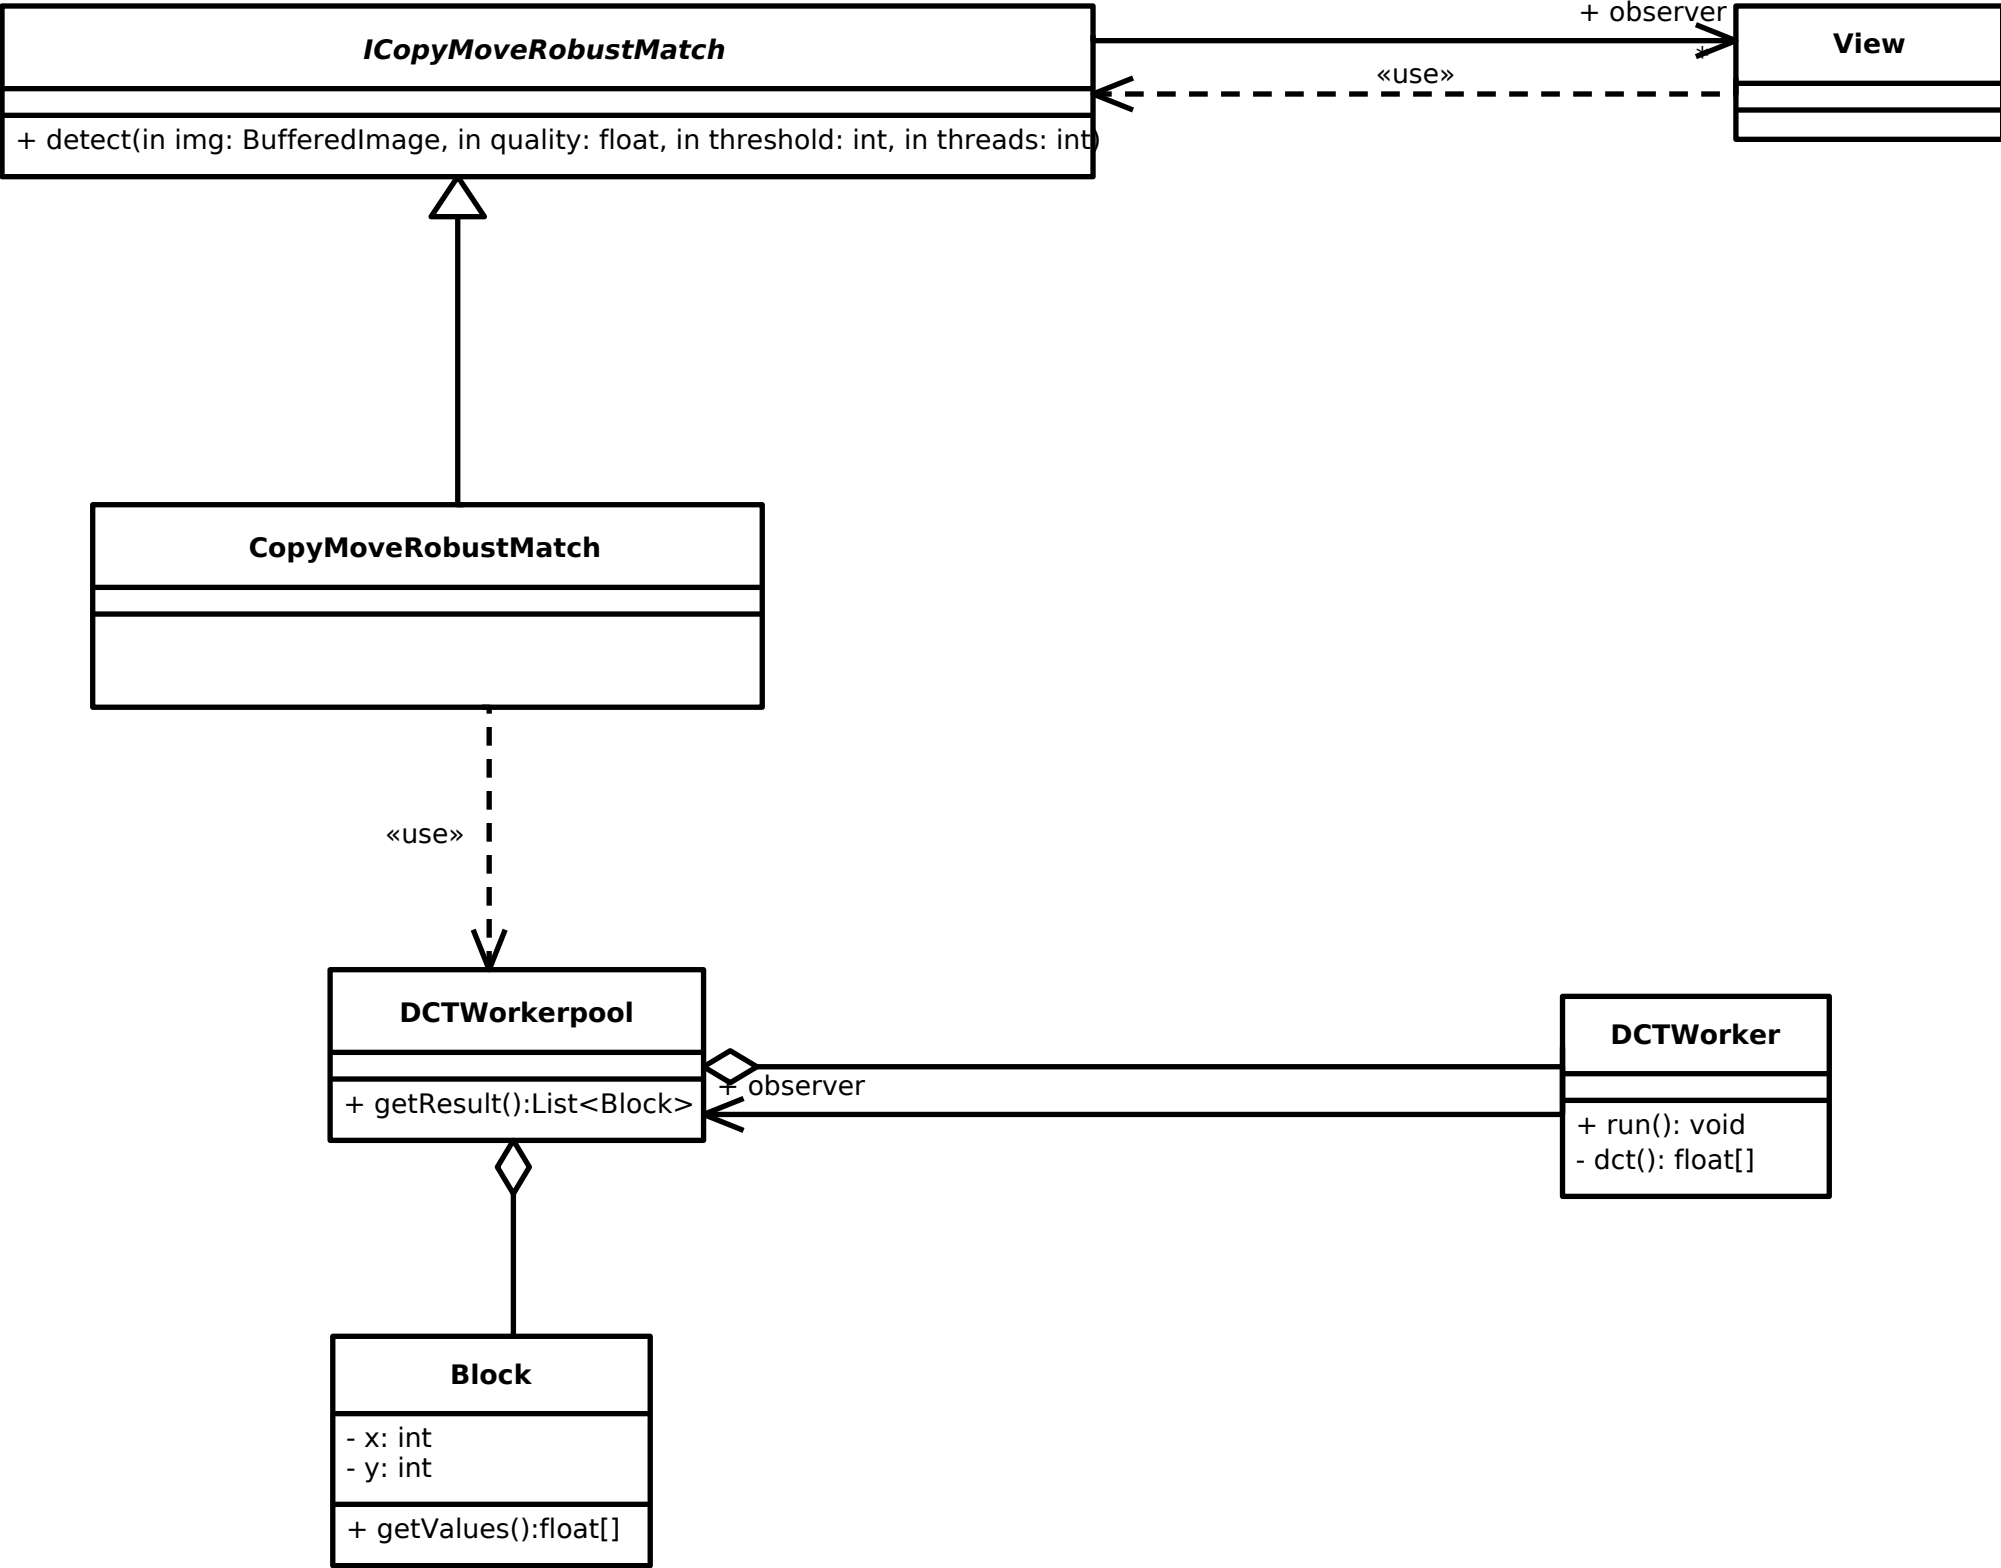 + observer
ICopyMoveRobustMatch
View
*
«use»
+ detect(in img: BufferedImage, in quality: float, in threshold: int, in threads: int)
CopyMoveRobustMatch
«use»
DCTWorkerpool
DCTWorker
+ observer
+ getResult():List<Block>
+ run(): void
- dct(): float[]
Block
- x: int
- y: int
+ getValues():float[]